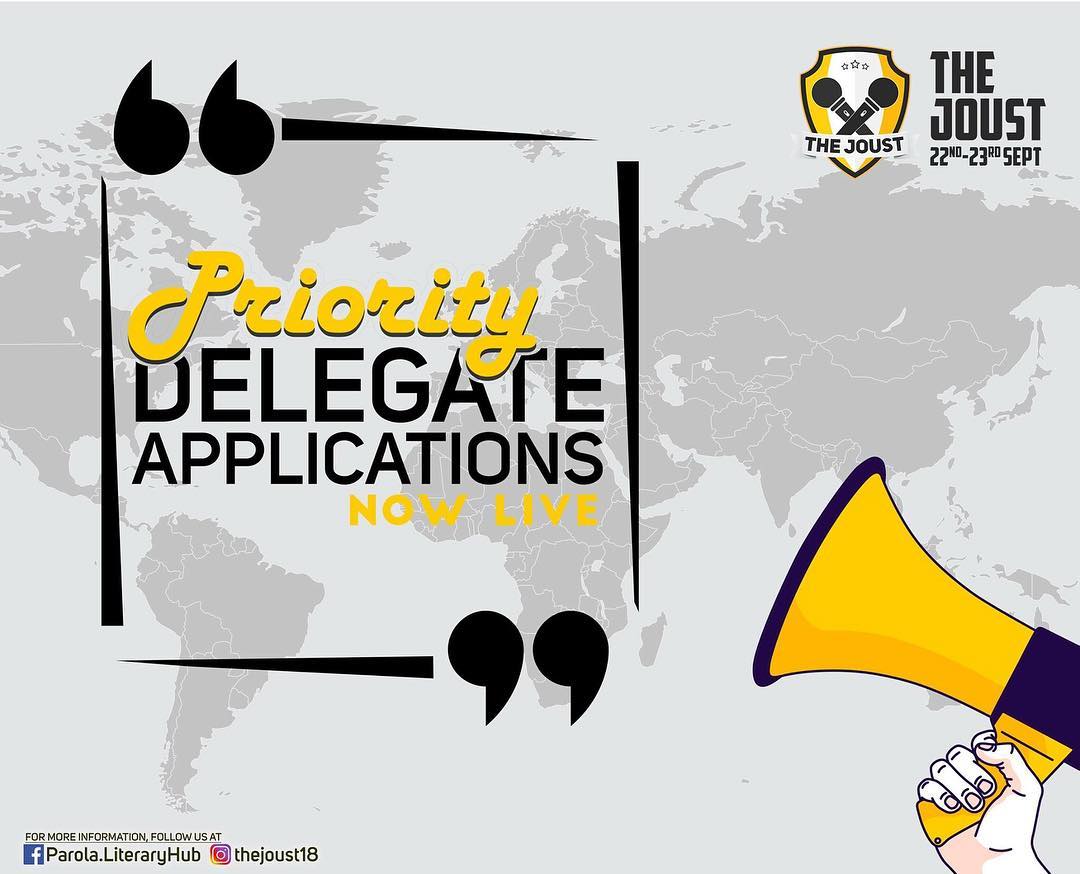 THE JOUST
THE
JOUST
22ND-23RD SEPT
Priority
DELEGATE
APPLICATIONS
NOW LIVE
FOR MORE INFORMATION, FOLLOW US AT
Parola.LiteraryHub thejoust18